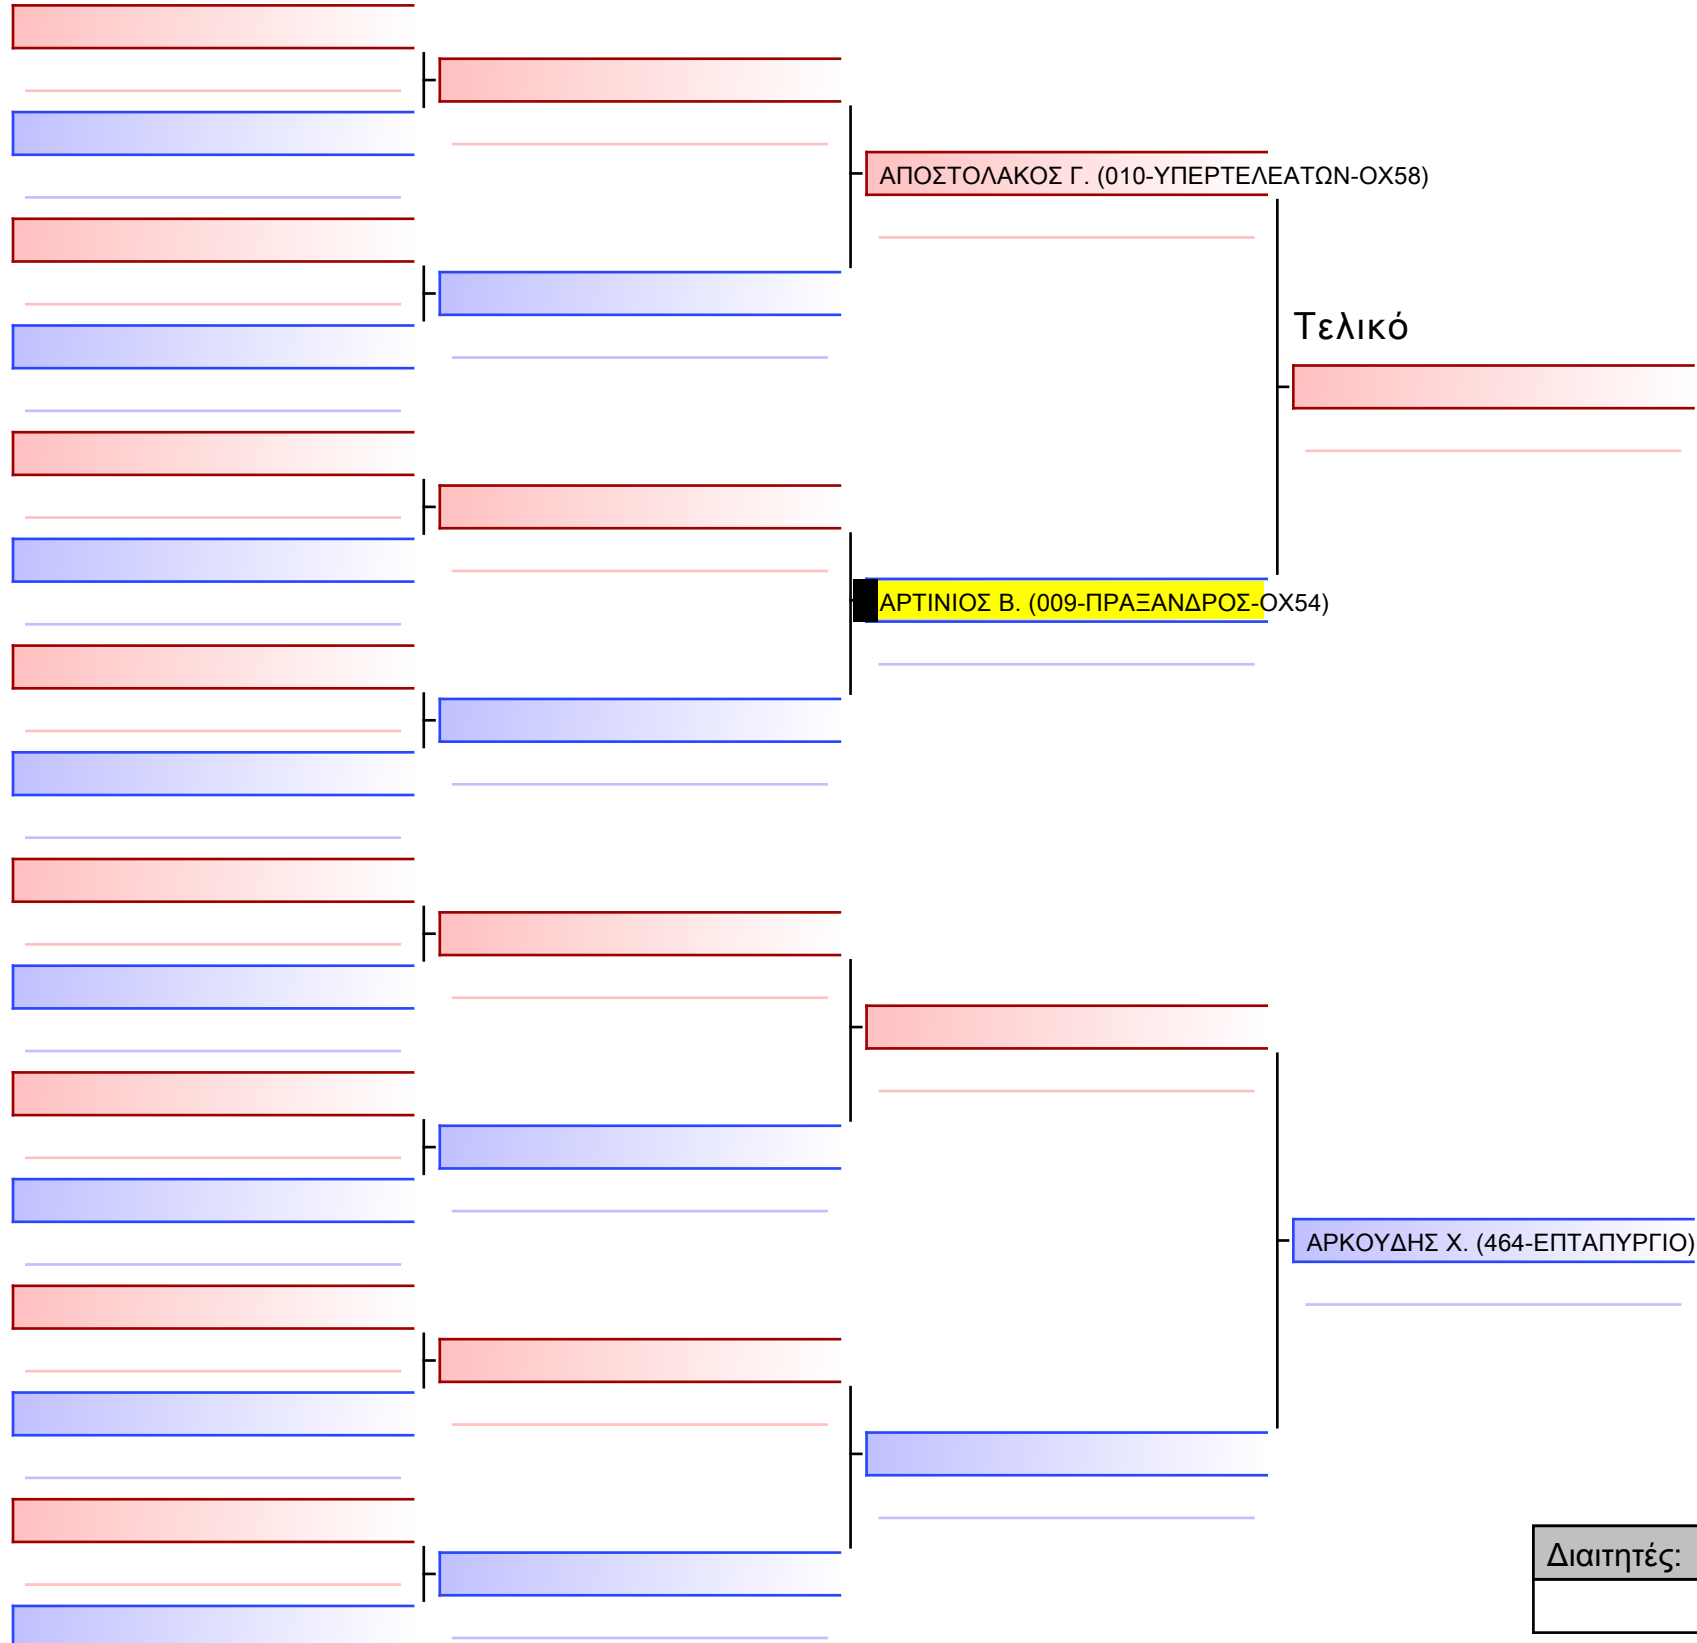 ΑΠΟΣΤΟΛΑΚΟΣ Γ. (010-ΥΠΕΡΤΕΛΕΑΤΩΝ-ΟΧ58)
Τελικό
ΑΡΤΙΝΙΟΣ Β. (009-ΠΡΑΞΑΝΔΡΟΣ-ΟΧ54)
ΑΡΚΟΥΔΗΣ Χ. (464-ΕΠΤΑΠΥΡΓΙΟ)
Διαιτητές: